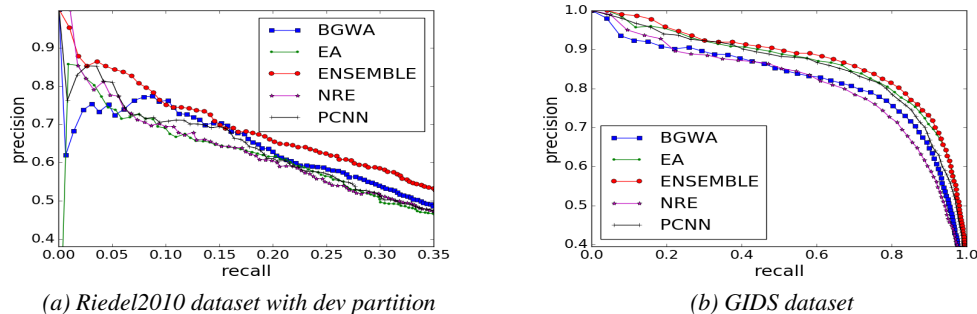 BGWA
EA
ENSEMBLE
NRE
PCNN
precision
0.9
0.8
0.7
0.6
0.5
0.4
0.00 0.05 0.10 0.15 0.20 0.25 0.30 0.35
recall
(a) Riedel2010 dataset with dev partition
1.0
0.9
0.8
0.7
0.6
0.5
0.4
precision
BGWA
EA
ENSEMBLE
NRE
PCNN
0.0 0.2 0.4 0.6 0.8 1.0
recall
(b) GIDS dataset